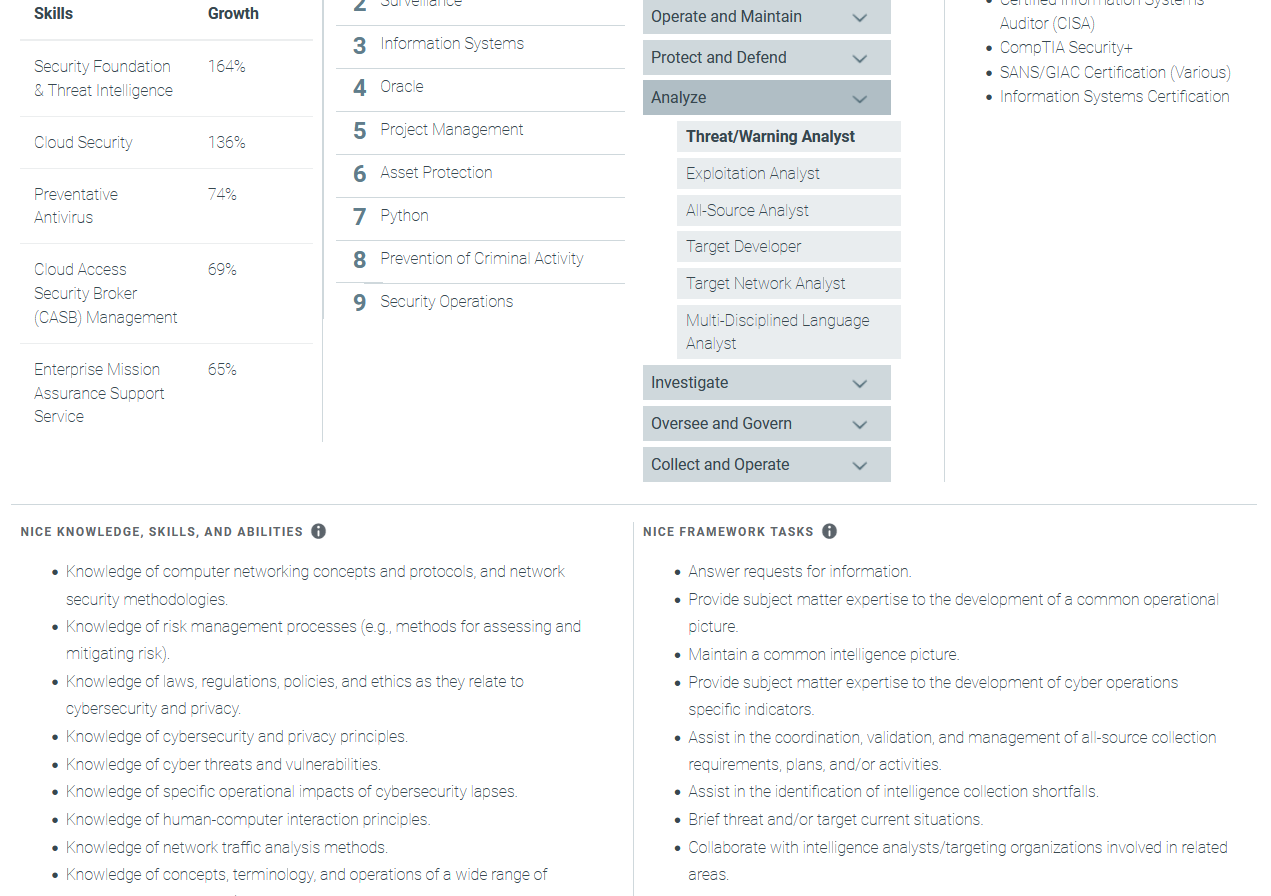 Skills Growth
Security Foundation 164%
& Threat Intelligence
Cloud Security 136%
Preventative 74%
Antivirus
Cloud Access 69%
Security Broker
(CASB) Management
Enterprise Mission 65%
Assurance Support
Service
2 Surveillance
3 Information Systems
4 Oracle
5 Project Management
6 Asset Protection
7 Python
8 Prevention of Criminal Activity
9 Security Operations
Operate and Maintain
Protect and Defend
Analyze
Threat/Warning Analyst
Exploitation Analyst
All-Source Analyst
Target Developer
Target Network Analyst
Multi-Disciplined Language
Analyst
Investigate
Oversee and Govern
Collect and Operate
Certified Information Systems
Auditor (CISA)
CompTIA Security+
SANS/GIAC Certification (Various)
Information Systems Certification
NICE KNOWLEDGE, SKILLS, AND ABILITIES
Knowledge of computer networking concepts and protocols, and network
security methodologies.
Knowledge of risk management processes (e.g., methods for assessing and
mitigating risk).
Knowledge of laws, regulations, policies, and ethics as they relate to
cybersecurity and privacy.
Knowledge of cybersecurity and privacy principles.
Knowledge of cyber threats and vulnerabilities.
Knowledge of specific operational impacts of cybersecurity lapses.
Knowledge of human-computer interaction principles.
Knowledge of network traffic analysis methods.
Knowledge of concepts, terminology, and operations of a wide range of
NICE FRAMEWORK TASKS
Answer requests for information.
Provide subject matter expertise to the development of a common operational
picture.
Maintain a common intelligence picture.
Provide subject matter expertise to the development of cyber operations
specific indicators.
Assist in the coordination, validation, and management of all-source collection
requirements, plans, and/or activities.
Assist in the identification of intelligence collection shortfalls.
Brief threat and/or target current situations.
Collaborate with intelligence analysts/targeting organizations involved in related
areas.